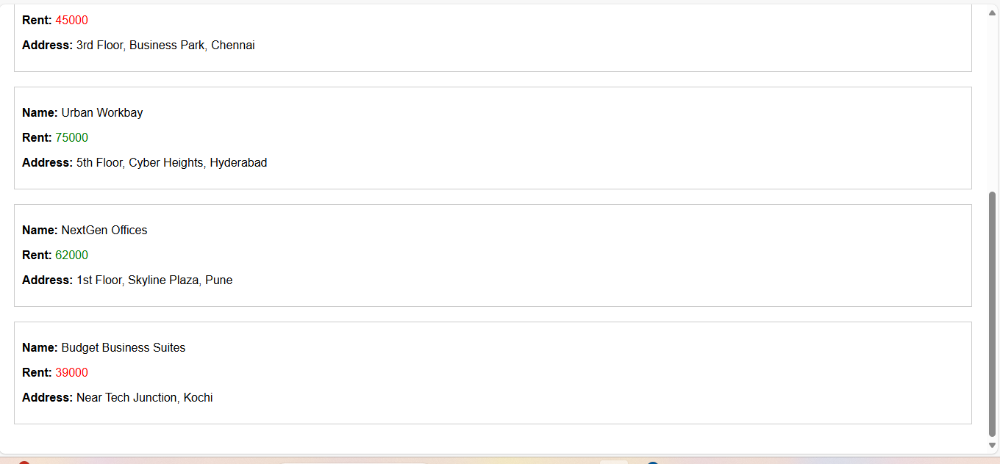 Rent: 45000
Address: 3rd Floor, Business Park, Chennai
Name: Urban Workbay
Rent: 75000
Address: 5th Floor, Cyber Heights, Hyderabad
Name: NextGen Offices
Rent: 62000
Address: 1st Floor, Skyline Plaza, Pune
Name: Budget Business Suites
Rent: 39000
Address: Near Tech Junction, Kochi